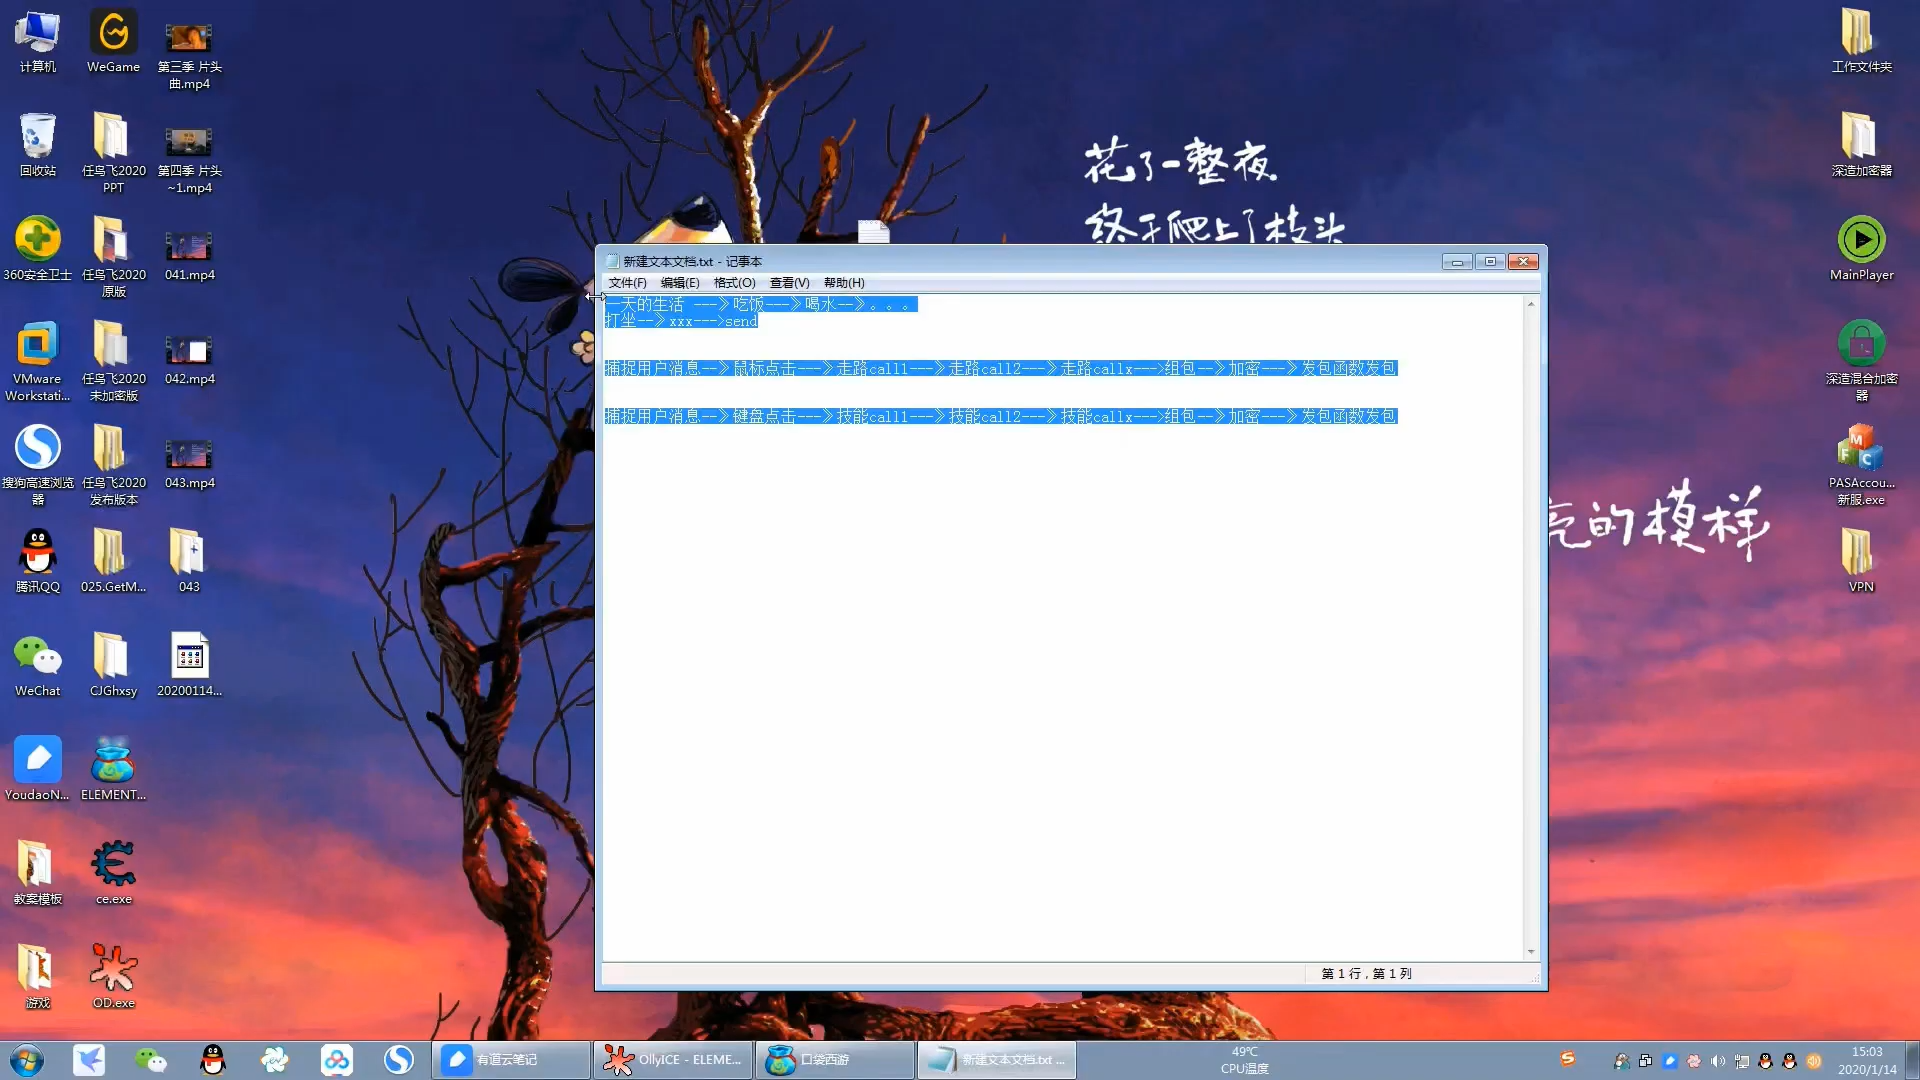 计算机
WeGame
第三季 片头
曲.mp4
回收站
任鸟飞2020
PPT
第四季 片头
~1.mp4
360安全卫士
任鸟飞2020
原版
041.mp4
VMware
Workstati...
任鸟飞2020
未加密版
042.mp4
搜狗高速浏览
器
任鸟飞2020
发布版本
043.mp4
腾讯QQ
025.GetM...
043
WeChat
CJGhxsy
20200114...
YoudaoN...
ELEMENT...
教案模板
ce.exe
游戏
OD.exe
花了一整夜
终于爬上了枝头
亮的模样
新建文本文档.txt - 记事本
文件(F) 编辑(E) 格式(O) 查看(V) 帮助(H)
一天的生活 ---》吃饭---》喝水--》。。。
打坐--》xxx--->send
捕捉用户消息--》鼠标点击---》走路call1---》走路call2---》走路callx--->组包--》加密---》发包函数发包
捕捉用户消息--》键盘点击---》技能call1---》技能call2---》技能callx--->组包--》加密---》发包函数发包
第 1 行，第 1 列
工作文件夹
深造加密器
MainPlayer
深造混合加密
器
PASAccou...
新服.exe
VPN
有道云笔记
OllyICE - ELEME...
口袋西游
新建文本文档.txt ...
49℃
CPU温度
15:03
2020/1/14